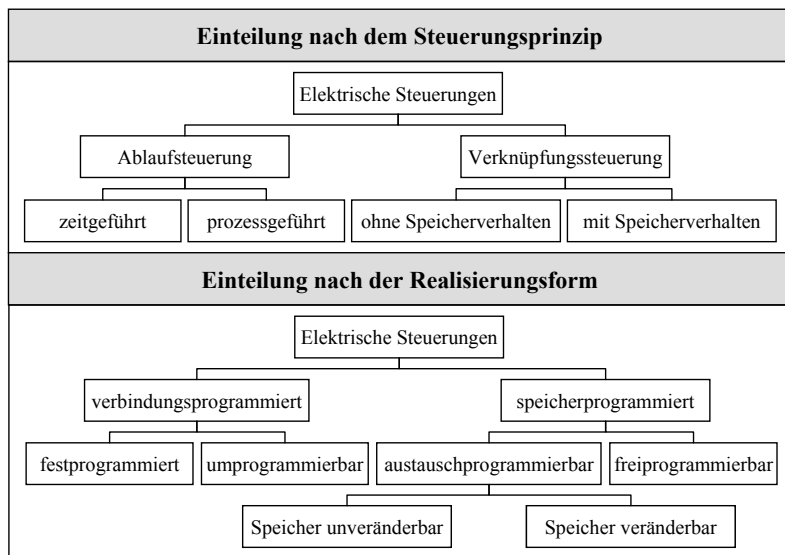 Einteilung nach dem Steuerungsprinzip
Elektrische Steuerungen
Ablaufsteuerung
Verknüpfungssteuerung
zeitgeführt
prozessgeführt
ohne Speicherverhalten
mit Speicherverhalten
Einteilung nach der Realisierungsform
Elektrische Steuerungen
verbindungsprogrammiert
speicherprogrammiert
festprogrammiert
umprogrammierbar
austauschprogrammierbar
freiprogrammierbar
Speicher unveränderbar
Speicher veränderbar